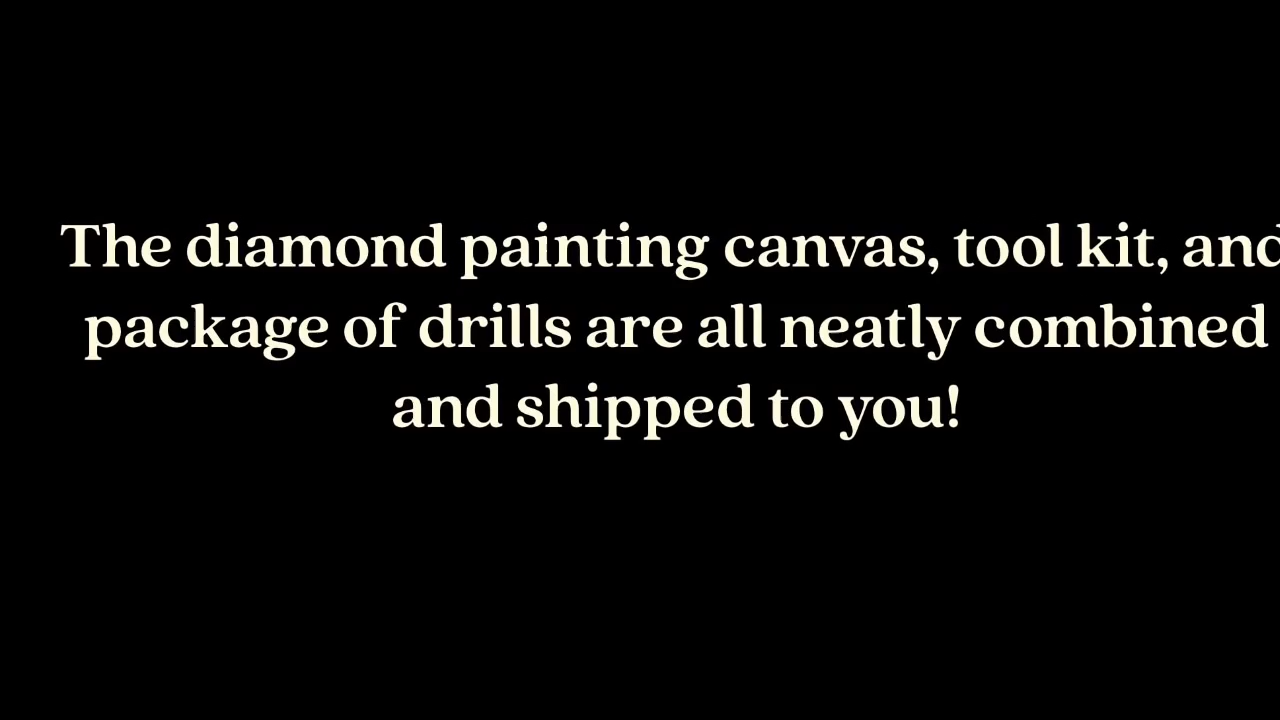 The diamond painting canvas, tool kit, and
package of drills are all neatly combined
and shipped to you!